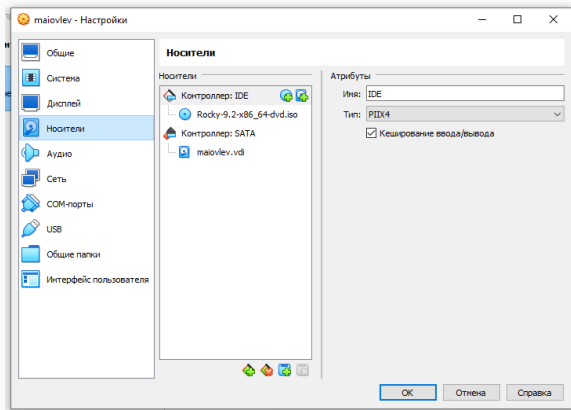 maiovlev - Настройки
Общие
Система
Дисплей
Носители
Аудио
Сеть
COM-порты
USB
Общие папки
Интерфейс пользователя
Носители
Носители
Контроллер: IDE
Rocky-9.2-x86_64-dvd.iso
Контроллер: SATA
maiovlev.vdi
Атрибуты
Имя: IDE
Тип: PIIX4
Кеширование ввода/вывода
OK Отмена Справка